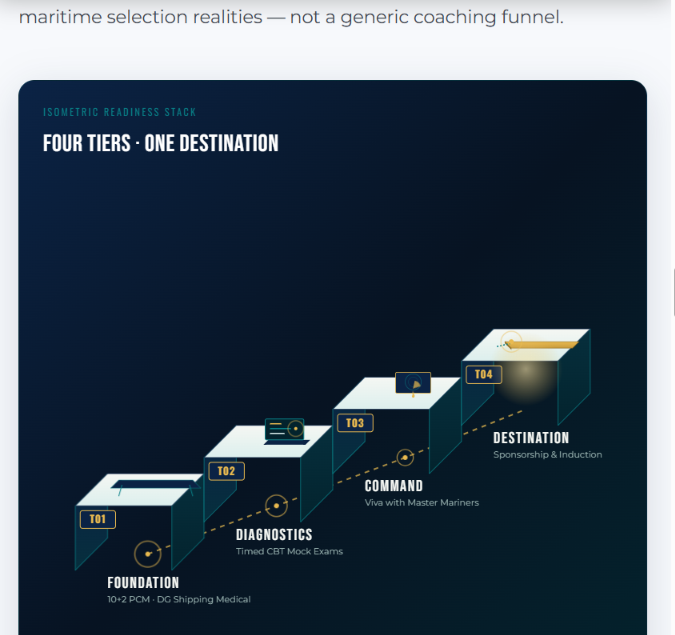 maritime selection realities — not a generic coaching funnel.
ISOMETRIC READINESS STACK
FOUR TIERS · ONE DESTINATION
T04
DESTINATION
Sponsorship & Induction
T03
COMMAND
Viva with Master Mariners
T02
DIAGNOSTICS
Timed CBT Mock Exams
T01
FOUNDATION
10+2 PCM · DG Shipping Medical